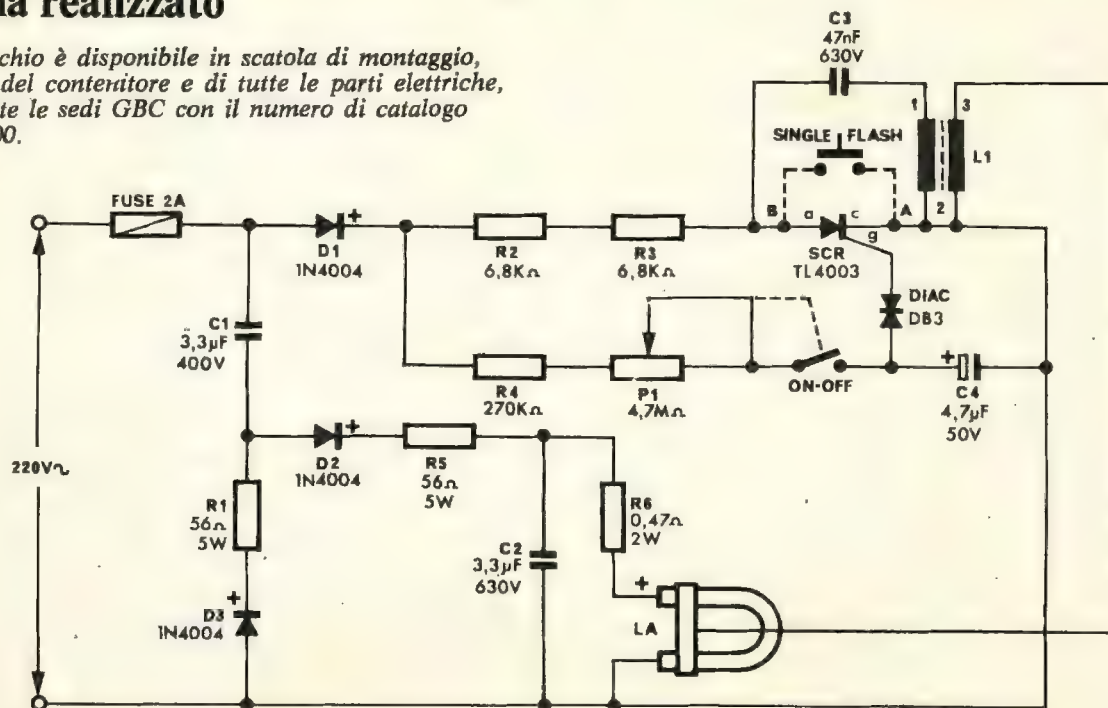 realizzato
è disponibile in scatola di montaggio,
del contenitore e di tutte le parti elettriche,
le sedi GBC con il numero di catalogo
C3
47nF
630V
1
3
SINGLE FLASH
L1
FUSE 2A
B
a
c
A
2
g
D1
1N4004
R2
6,8KΩ
R3
6,8KΩ
SCR
TL4003
DIAC
DB3
C1
3,3µF
400V
R4
270KΩ
P1
4,7MΩ
ON-OFF
+
C4
4,7µF
50V
220V~
D2
1N4004
R5
56Ω
5W
R1
56Ω
5W
R6
0,47Ω
2W
C2
3,3µF
630V
D3
1N4004
LA